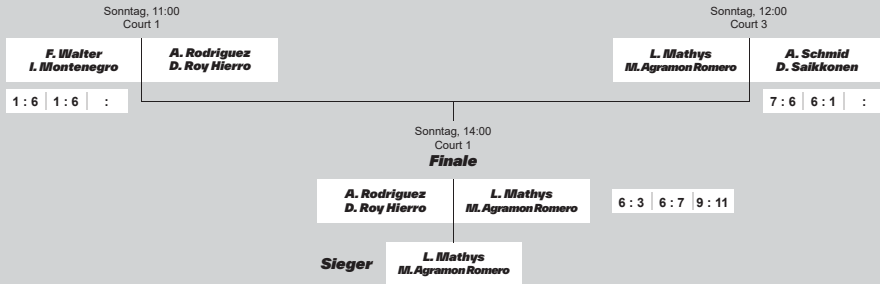 Sonntag, 11:00
Court 1
F. Walter
I. Montenegro
A. Rodriguez
D. Roy Hierro
1 : 6 1 : 6 :
Sonntag, 12:00
Court 3
L. Mathys
M. Agramon Romero
A. Schmid
D. Saikkonen
7 : 6 6 : 1 :
Sonntag, 14:00
Court 1
Finale
A. Rodriguez
D. Roy Hierro
L. Mathys
M. Agramon Romero
6 : 3 6 : 7 9 : 11
Sieger
L. Mathys
M. Agramon Romero